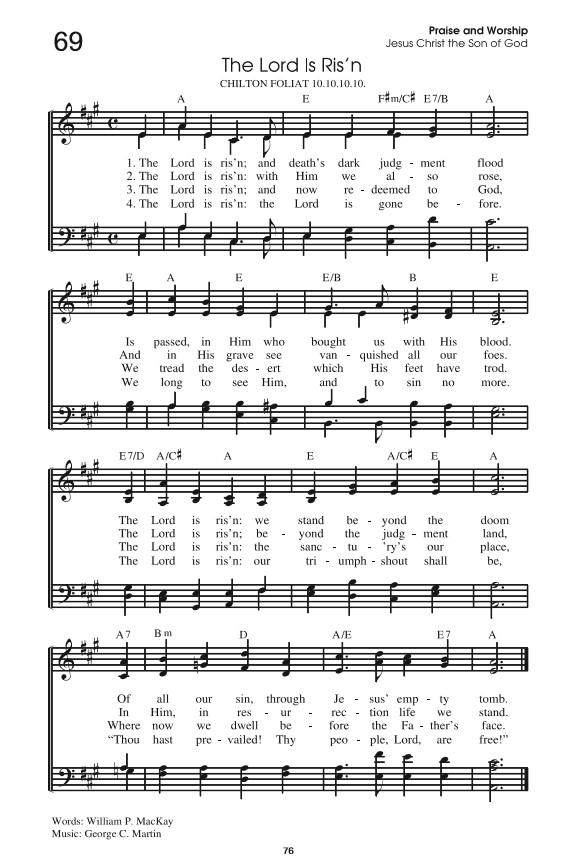 69
Praise and Worship
Jesus Christ the Son of God
The Lord Is Ris'n
CHILTON FOLIAT 10.10.10.10.
A E F♯m/C♯ E7/B A
1. The Lord is ris'n; and death's dark judg - ment flood
2. The Lord is ris'n: with Him we al - so rose,
3. The Lord is ris'n; and now re - deemed to God,
4. The Lord is ris'n: the Lord is gone be - fore.
E A E E/B B E
Is passed, in Him who bought us with His blood.
And in His grave see van - quished all our foes.
We tread the des - ert which His feet have trod.
We long to see Him, and to sin no more.
E7/D A/C♯ A E A/C♯ E A
The Lord is ris'n: we stand be - yond the doom
The Lord is ris'n; be - yond the judg - ment land,
The Lord is ris'n: the sanc - tu - 'ry's our place,
The Lord is ris'n: our tri - umph - shout shall be,
A7 Bm D A/E E7 A
Of all our sin, through Je - sus' emp - ty tomb.
In Him, in res - ur - rec - tion life we stand.
Where now we dwell be - fore the Fa - ther's face.
“Thou hast pre - vailed! Thy peo - ple, Lord, are free!”
Words: William P. MacKay
Music: George C. Martin
76